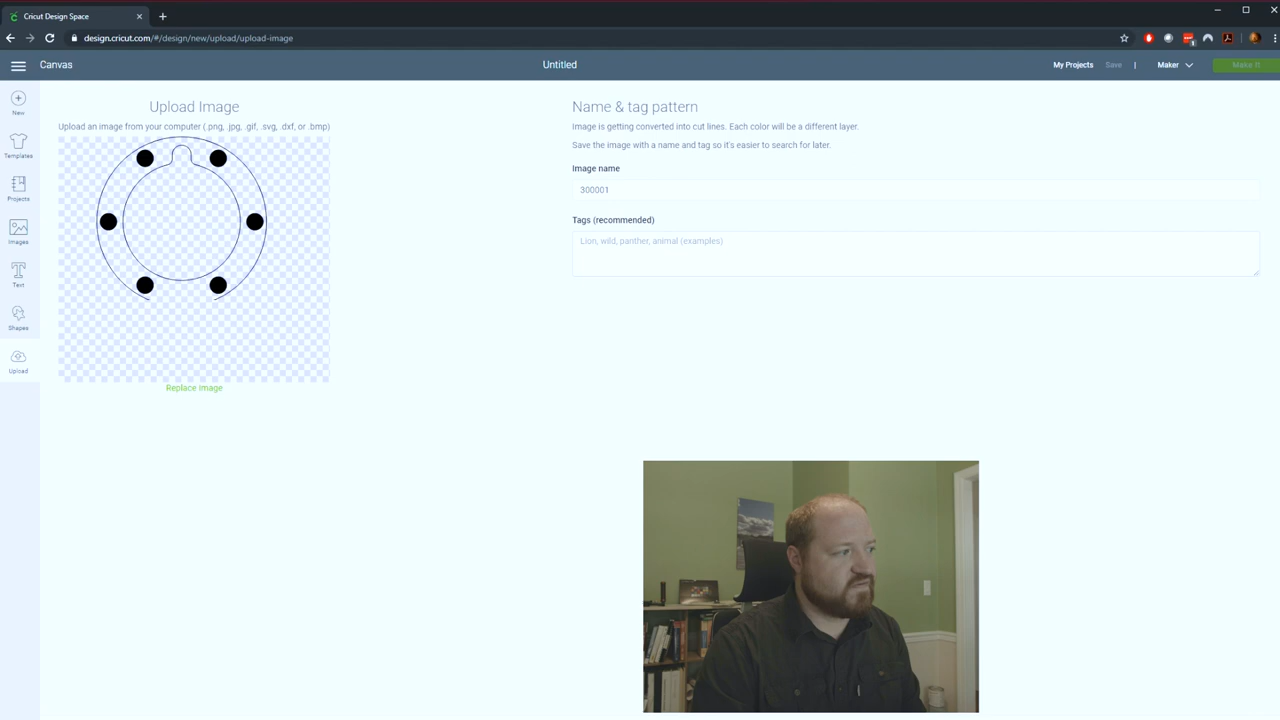 Cricut Design Space
design.cricut.com/#/design/new/upload/upload-image
Canvas
Untitled
My Projects
Save
|
Maker
Make It
New
Templates
Projects
Images
Text
Shapes
Upload
Upload Image
Upload an image from your computer (.png, .jpg, .gif, .svg, .dxf, or .bmp)
Replace Image
Name & tag pattern
Image is getting converted into cut lines. Each color will be a different layer.
Save the image with a name and tag so it's easier to search for later.
Image name
300001
Tags (recommended)
Lion, wild, panther, animal (examples)